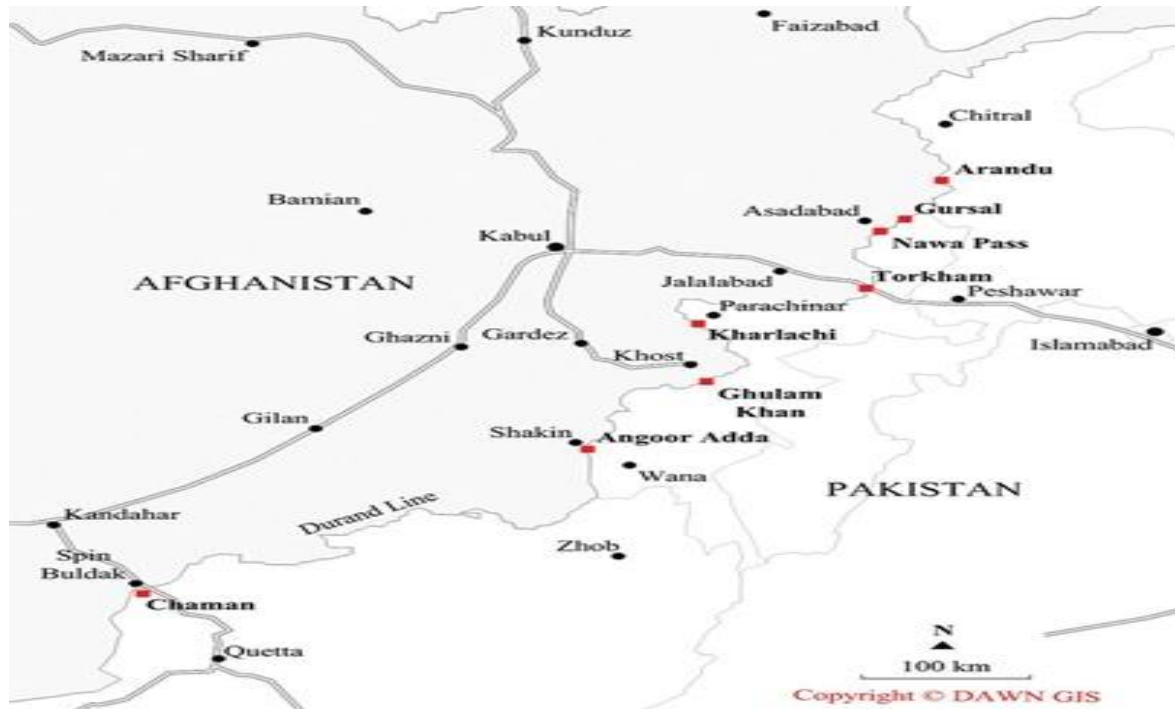 Faizabad
Kunduz
Mazari Sharif
Chitral
Arandu
Bamian
Asadabad
Gursal
Kabul
Nawa Pass
AFGHANISTAN
Jalalabad
Torkham
Peshawar
Parachinar
Ghazni
Gardez
Kharlachi
Islamabad
Khost
Ghulam
Khan
Gilan
Shakin
Angoor Adda
Wana
PAKISTAN
Durand Line
Kandahar
Zhob
Spin
Buldak
Chaman
Quetta
N
100 km
Copyright © DAWN GIS